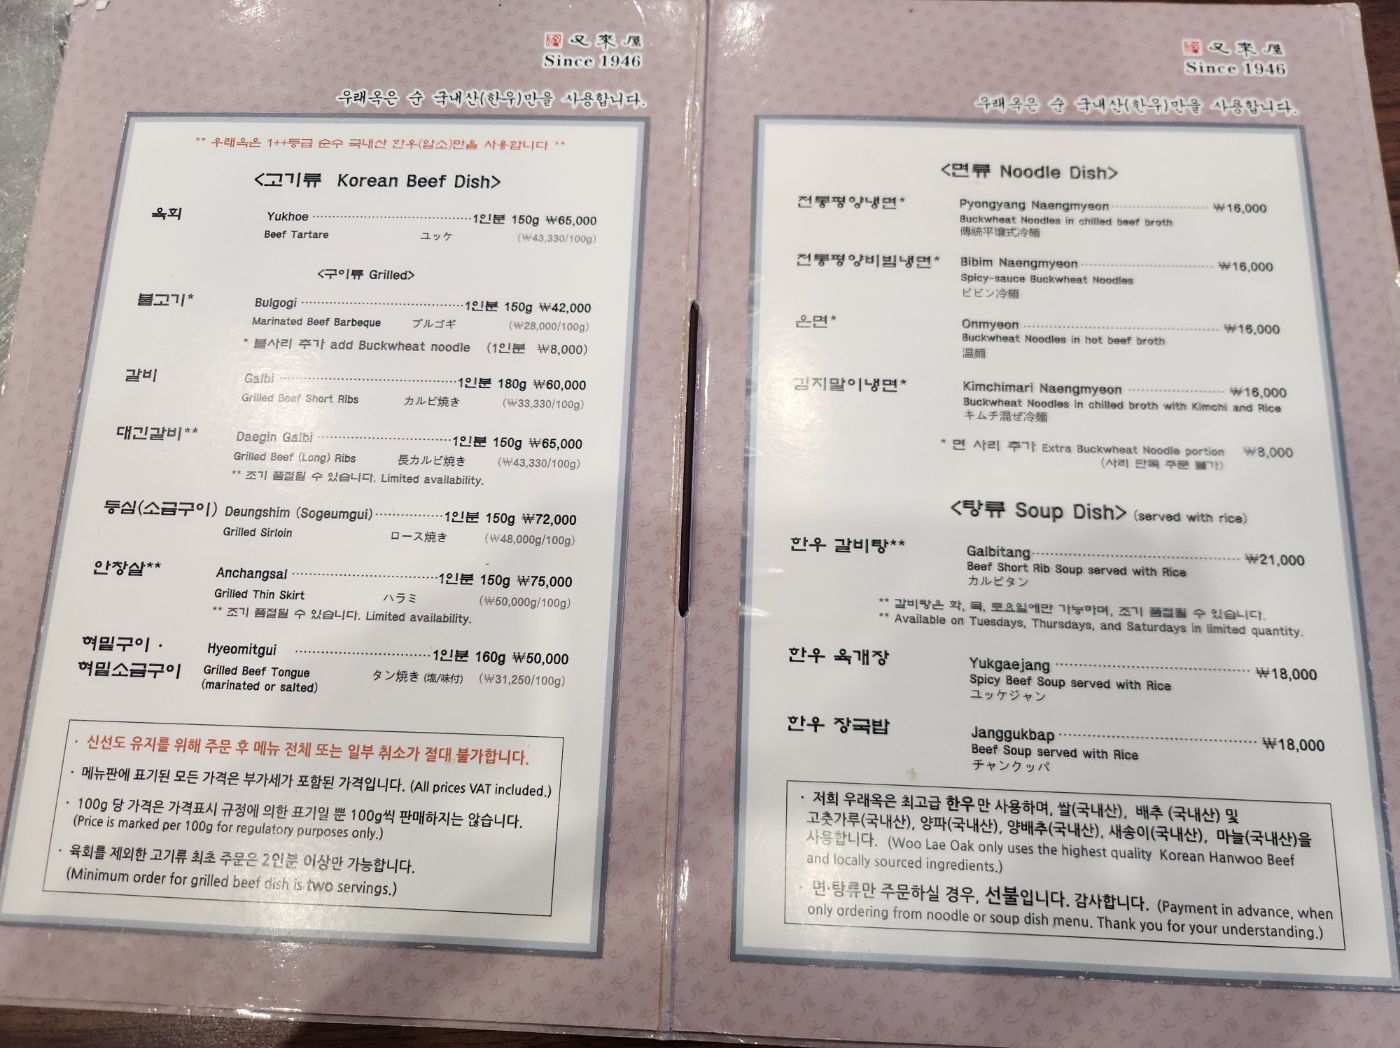 又來屋
Since 1946
우래옥은 순 국내산(한우)만을 사용합니다.
** 우래옥은 1++등급 순수 국내산 한우(암소)만을 사용합니다 **
<고기류 Korean Beef Dish>
육회 Yukhoe 1인분 150g ₩65,000
Beef Tartare ユッケ (₩43,330/100g)
<구이류 Grilled>
불고기* Bulgogi 1인분 150g ₩42,000
Marinated Beef Barbeque プルゴギ (₩28,000/100g)
* 불사리 추가 add Buckwheat noodle (1인분 ₩8,000)
갈비 Galbi 1인분 180g ₩60,000
Grilled Beef Short Ribs カルビ焼き (₩33,330/100g)
대긴갈비** Daegin Galbi 1인분 150g ₩65,000
Grilled Beef (Long) Ribs 長カルビ焼き (₩43,330/100g)
** 조기 품절될 수 있습니다. Limited availability.
등심(소금구이) Deungshim (Sogeumgui) 1인분 150g ₩72,000
Grilled Sirloin ロース焼き (₩48,000g/100g)
안창살** Anchangsal 1인분 150g ₩75,000
Grilled Thin Skirt ハラミ (₩50,000g/100g)
** 조기 품절될 수 있습니다. Limited availability.
혀밑구이 · Hyeomitgui 1인분 160g ₩50,000
혀밑소금구이 Grilled Beef Tongue タン焼き (塩/味付) (₩31,250/100g)
(marinated or salted)
· 신선도 유지를 위해 주문 후 메뉴 전체 또는 일부 취소가 절대 불가합니다.
· 메뉴판에 표기된 모든 가격은 부가세가 포함된 가격입니다. (All prices VAT included.)
· 100g 당 가격은 가격표시 규정에 의한 표기일 뿐 100g씩 판매하지는 않습니다.
(Price is marked per 100g for regulatory purposes only.)
· 육회를 제외한 고기류 최초 주문은 2인분 이상만 가능합니다.
(Minimum order for grilled beef dish is two servings.)
又來屋
Since 1946
우래옥은 순 국내산(한우)만을 사용합니다.
<면류 Noodle Dish>
전통평양냉면* Pyongyang Naengmyeon ₩16,000
Buckwheat Noodles in chilled beef broth
傳統平壤式冷麵
전통평양비빔냉면* Bibim Naengmyeon ₩16,000
Spicy-sauce Buckwheat Noodles
ビビン冷麺
온면* Onmyeon ₩16,000
Buckwheat Noodles in hot beef broth
温麺
김치말이냉면* Kimchimari Naengmyeon ₩16,000
Buckwheat Noodles in chilled broth with Kimchi and Rice
キムチ混ぜ冷麺
* 면 사리 추가 Extra Buckwheat Noodle portion ₩8,000
(사리 단독 주문 불가)
<탕류 Soup Dish> (served with rice)
한우 갈비탕** Galbitang ₩21,000
Beef Short Rib Soup served with Rice
カルビタン
** 갈비탕은 화, 목, 토요일에만 가능하며, 조기 품절될 수 있습니다.
** Available on Tuesdays, Thursdays, and Saturdays in limited quantity.
한우 육개장 Yukgaejang ₩18,000
Spicy Beef Soup served with Rice
ユッケジャン
한우 장국밥 Janggukbap ₩18,000
Beef Soup served with Rice
チャンクッパ
· 저희 우래옥은 최고급 한우만 사용하며, 쌀(국내산), 배추 (국내산) 및
고춧가루(국내산), 양파(국내산), 양배추(국내산), 새송이(국내산), 마늘(국내산)을
사용합니다. (Woo Lae Oak only uses the highest quality Korean Hanwoo Beef
and locally sourced ingredients.)
· 면·탕류만 주문하실 경우, 선불입니다. 감사합니다. (Payment in advance, when
only ordering from noodle or soup dish menu. Thank you for your understanding.)